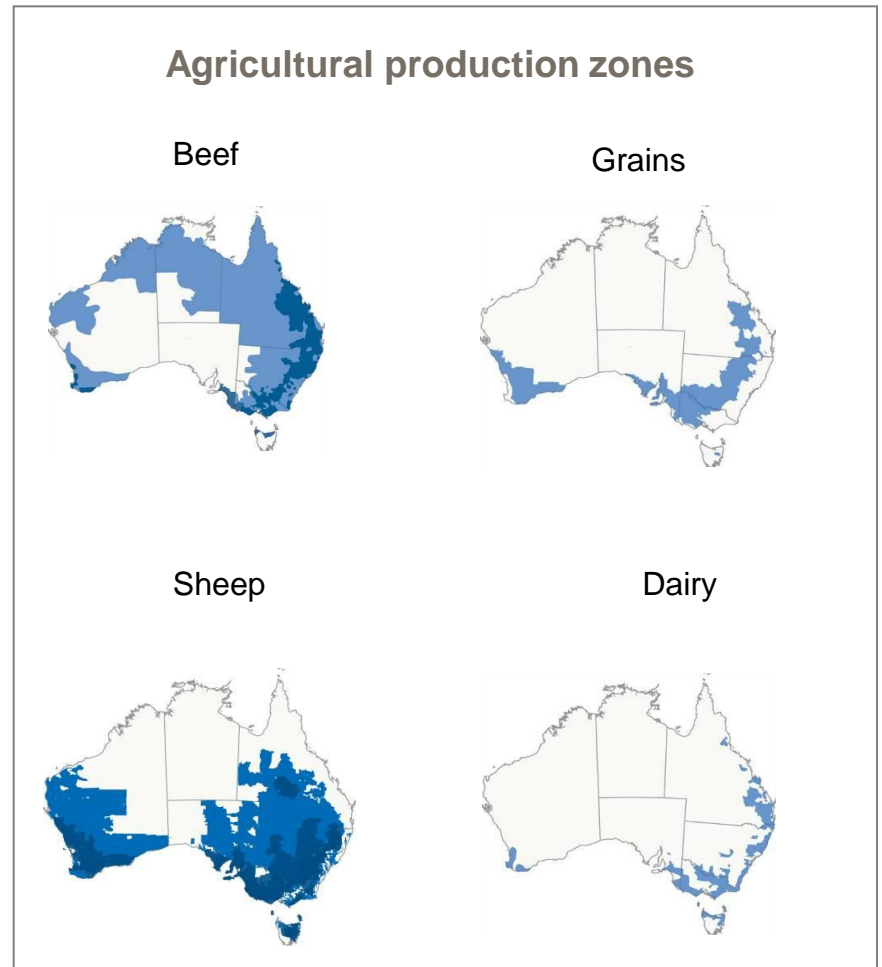 Agricultural production zones
Beef
Grains
Sheep
Dairy